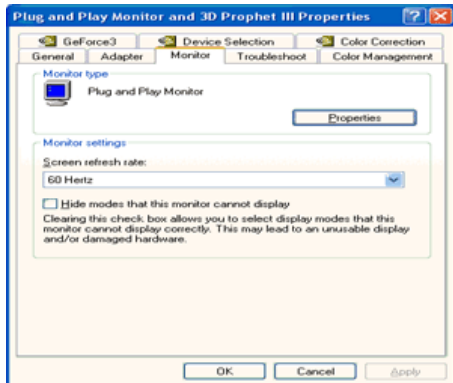 Plug and Play Monitor and 3D Prophet III Properties
GeForce3 Device Selection Color Correction
General Adapter Monitor Troubleshoot Color Management
Monitor type
Plug and Play Monitor
Properties
Monitor settings
Screen refresh rate:
60 Hertz
Hide modes that this monitor cannot display
Clearing this check box allows you to select display modes that this
monitor cannot display correctly. This may lead to an unusable display
and/or damaged hardware.
OK Cancel Apply